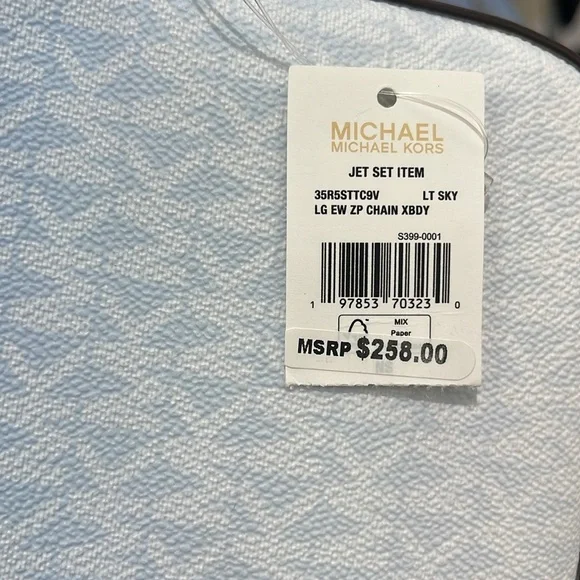 MICHAEL
MICHAEL KORS
JET SET ITEM
35R5STTC9V LT SKY
LG EW ZP CHAIN XBDY
S399-0001
1 97853 70323 0
MIX
Paper
MSRP $258.00